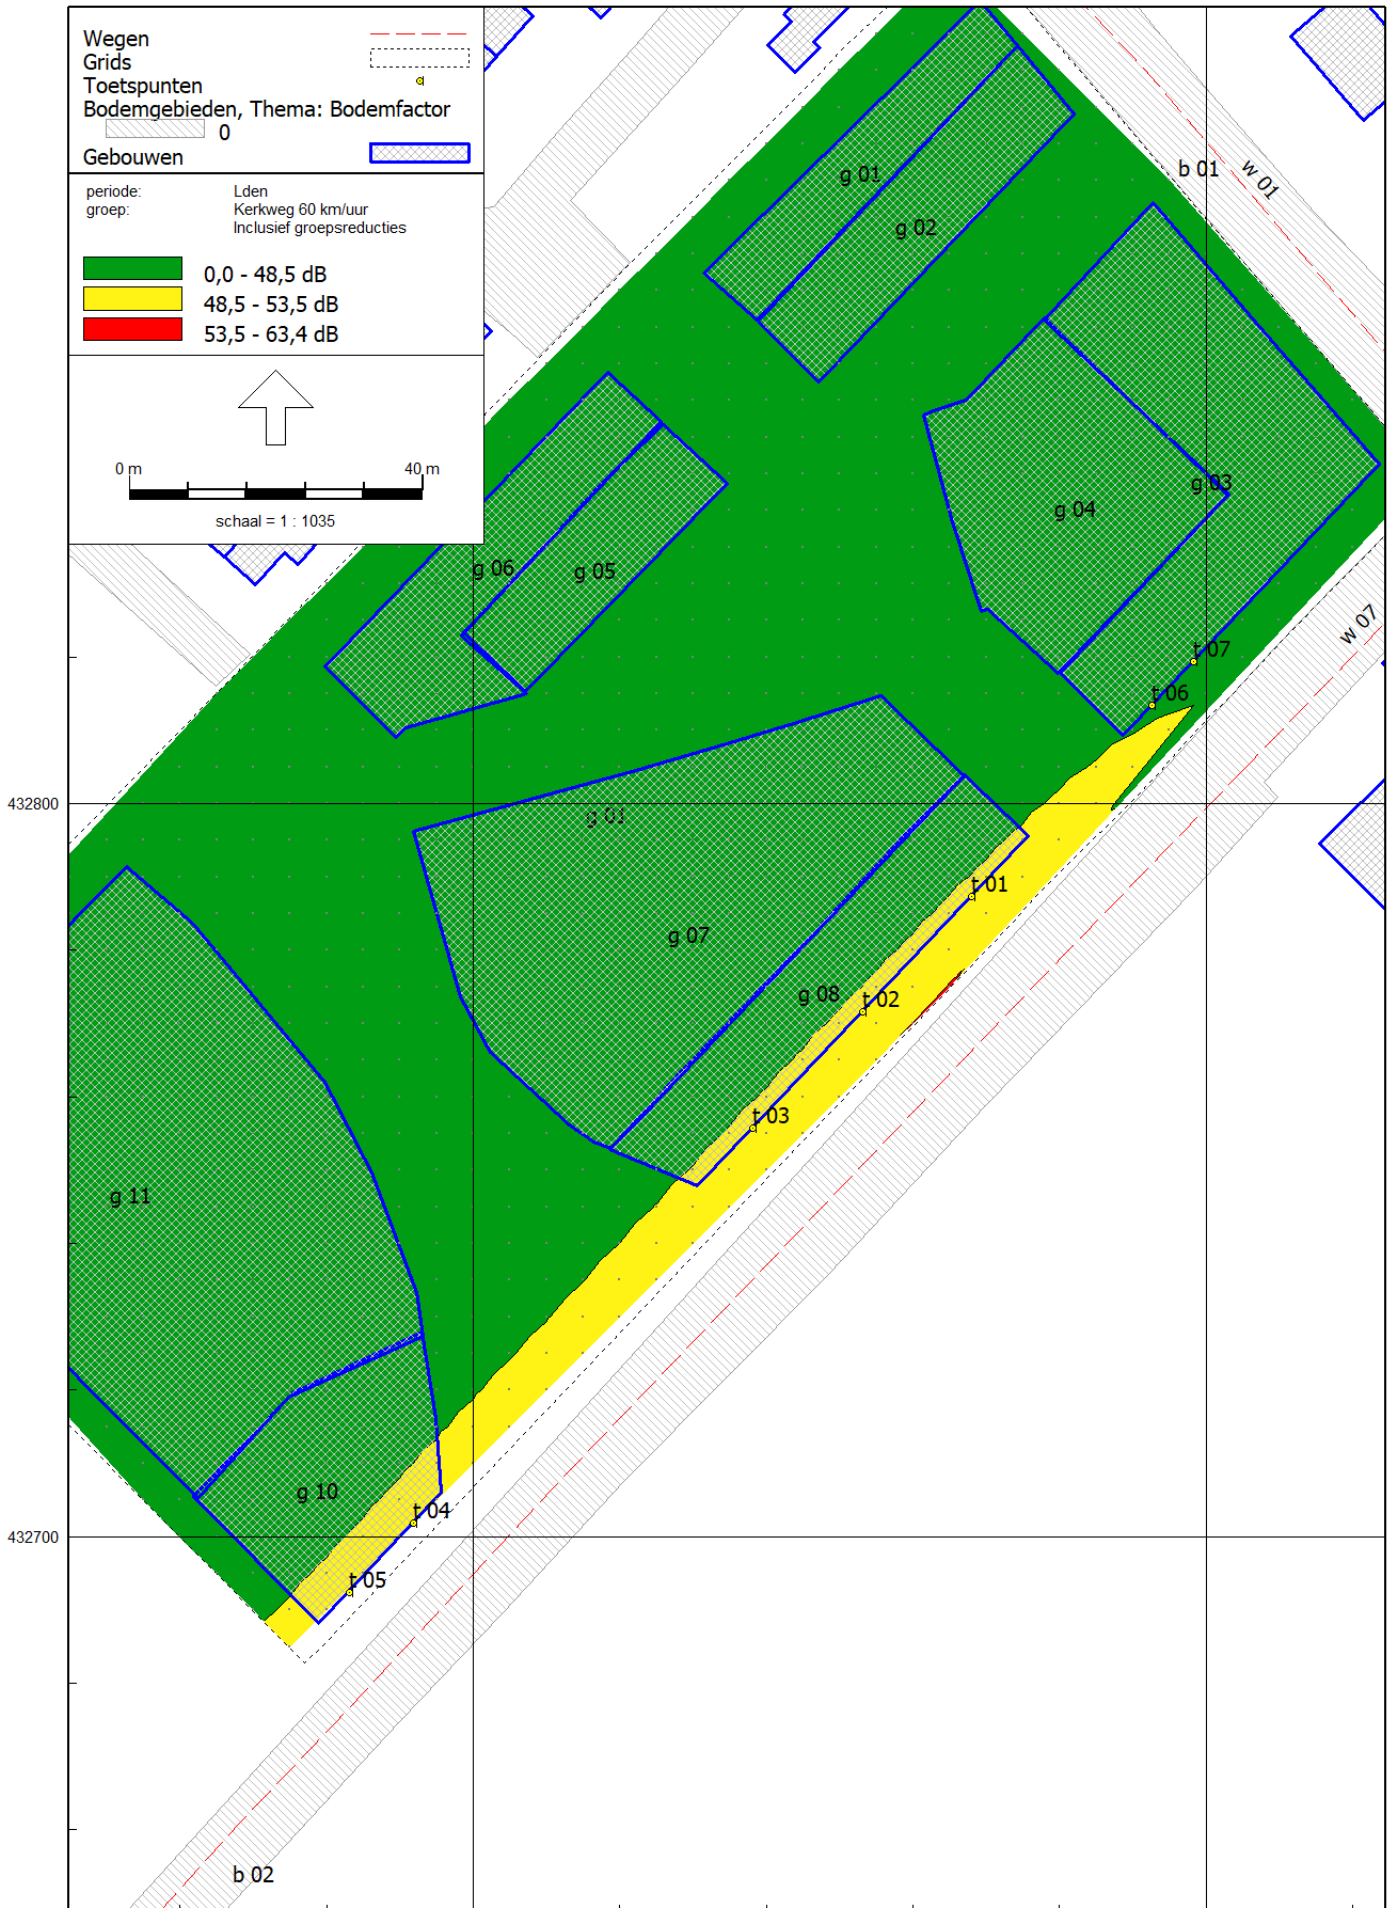 Wegen
Grids
Toetspunten
Bodemgebieden, Thema: Bodemfactor
0
Gebouwen
periode: Lden
groep: Kerkweg 60 km/uur
Inclusief groepsreducties
0,0 - 48,5 dB
48,5 - 53,5 dB
53,5 - 63,4 dB
0 m 40 m
schaal = 1 : 1035
b 01
w 01
g 01
g 02
g 03
g 04
g 06
g 05
w 07
t 07
t 06
432800
g 01
t 01
g 07
g 08
t 02
t 03
g 11
g 10
t 04
432700
t 05
b 02